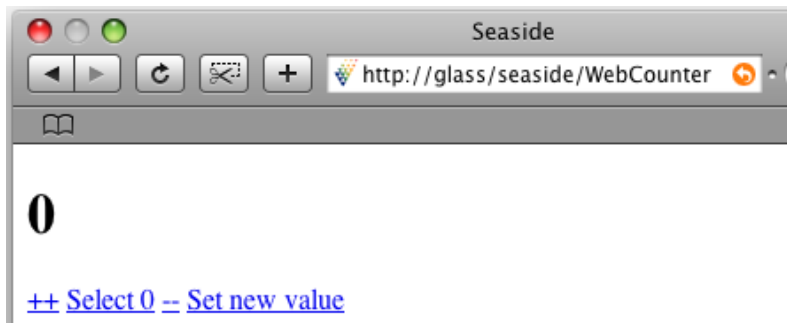 Seaside
http://glass/seaside/WebCounter
0
++ Select 0 -- Set new value